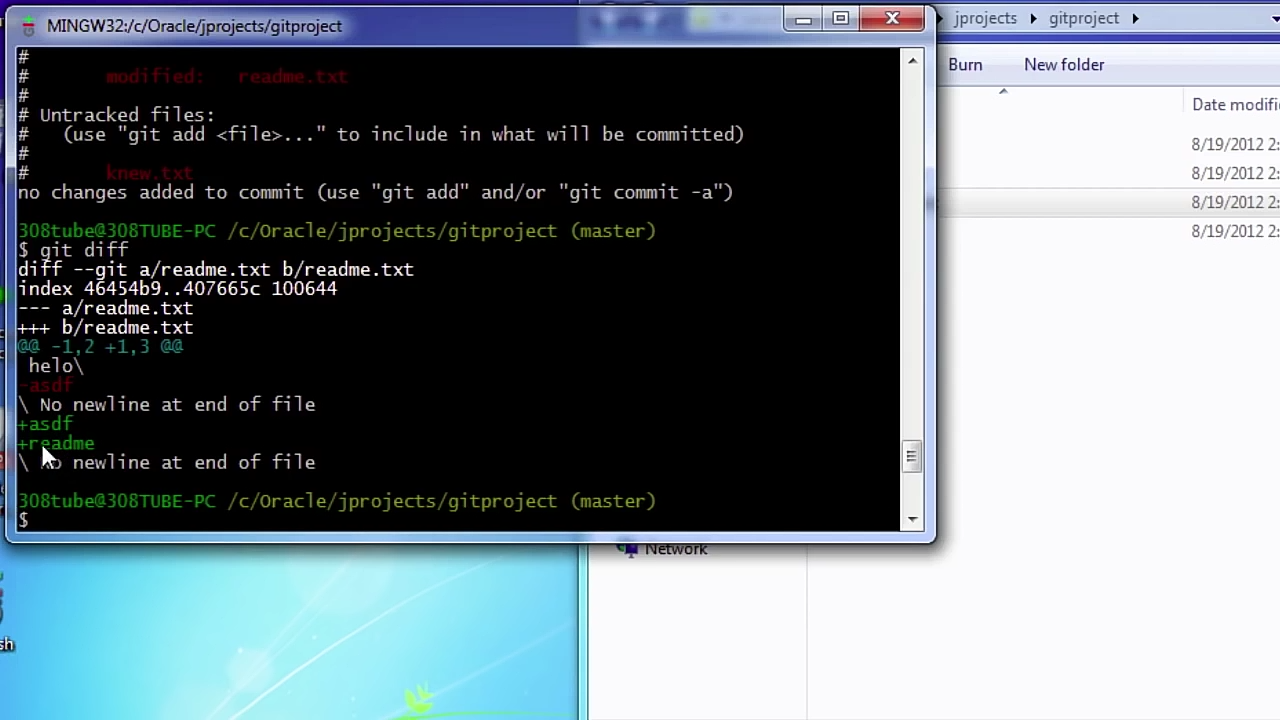 MINGW32:/c/Oracle/jprojects/gitproject
#
# modified: readme.txt
#
# Untracked files:
# (use "git add <file>..." to include in what will be committed)
#
# knew.txt
no changes added to commit (use "git add" and/or "git commit -a")
308tube@308TUBE-PC /c/Oracle/jprojects/gitproject (master)
$ git diff
diff --git a/readme.txt b/readme.txt
index 46454b9..407665c 100644
--- a/readme.txt
+++ b/readme.txt
@@ -1,2 +1,3 @@
helo\
-asdf
\ No newline at end of file
+asdf
+readme
\ No newline at end of file
308tube@308TUBE-PC /c/Oracle/jprojects/gitproject (master)
$
jprojects gitproject
Burn New folder
Date modifi
8/19/2012 2:
8/19/2012 2:
8/19/2012 2:
8/19/2012 2:
Network
sh